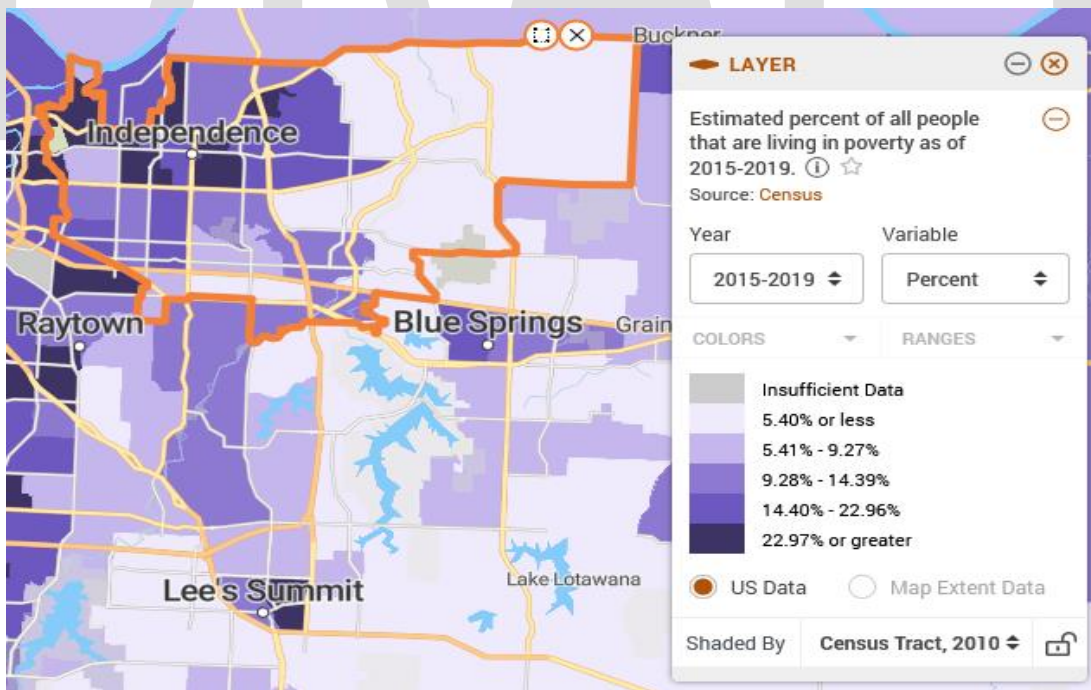 Buckner
Independence
Raytown
Blue Springs
Grain
Lee's Summit
Lake Lotawana
LAYER
Estimated percent of all people
that are living in poverty as of
2015-2019.
Source: Census
Year Variable
2015-2019 Percent
COLORS RANGES
Insufficient Data
5.40% or less
5.41% - 9.27%
9.28% - 14.39%
14.40% - 22.96%
22.97% or greater
US Data Map Extent Data
Shaded By Census Tract, 2010